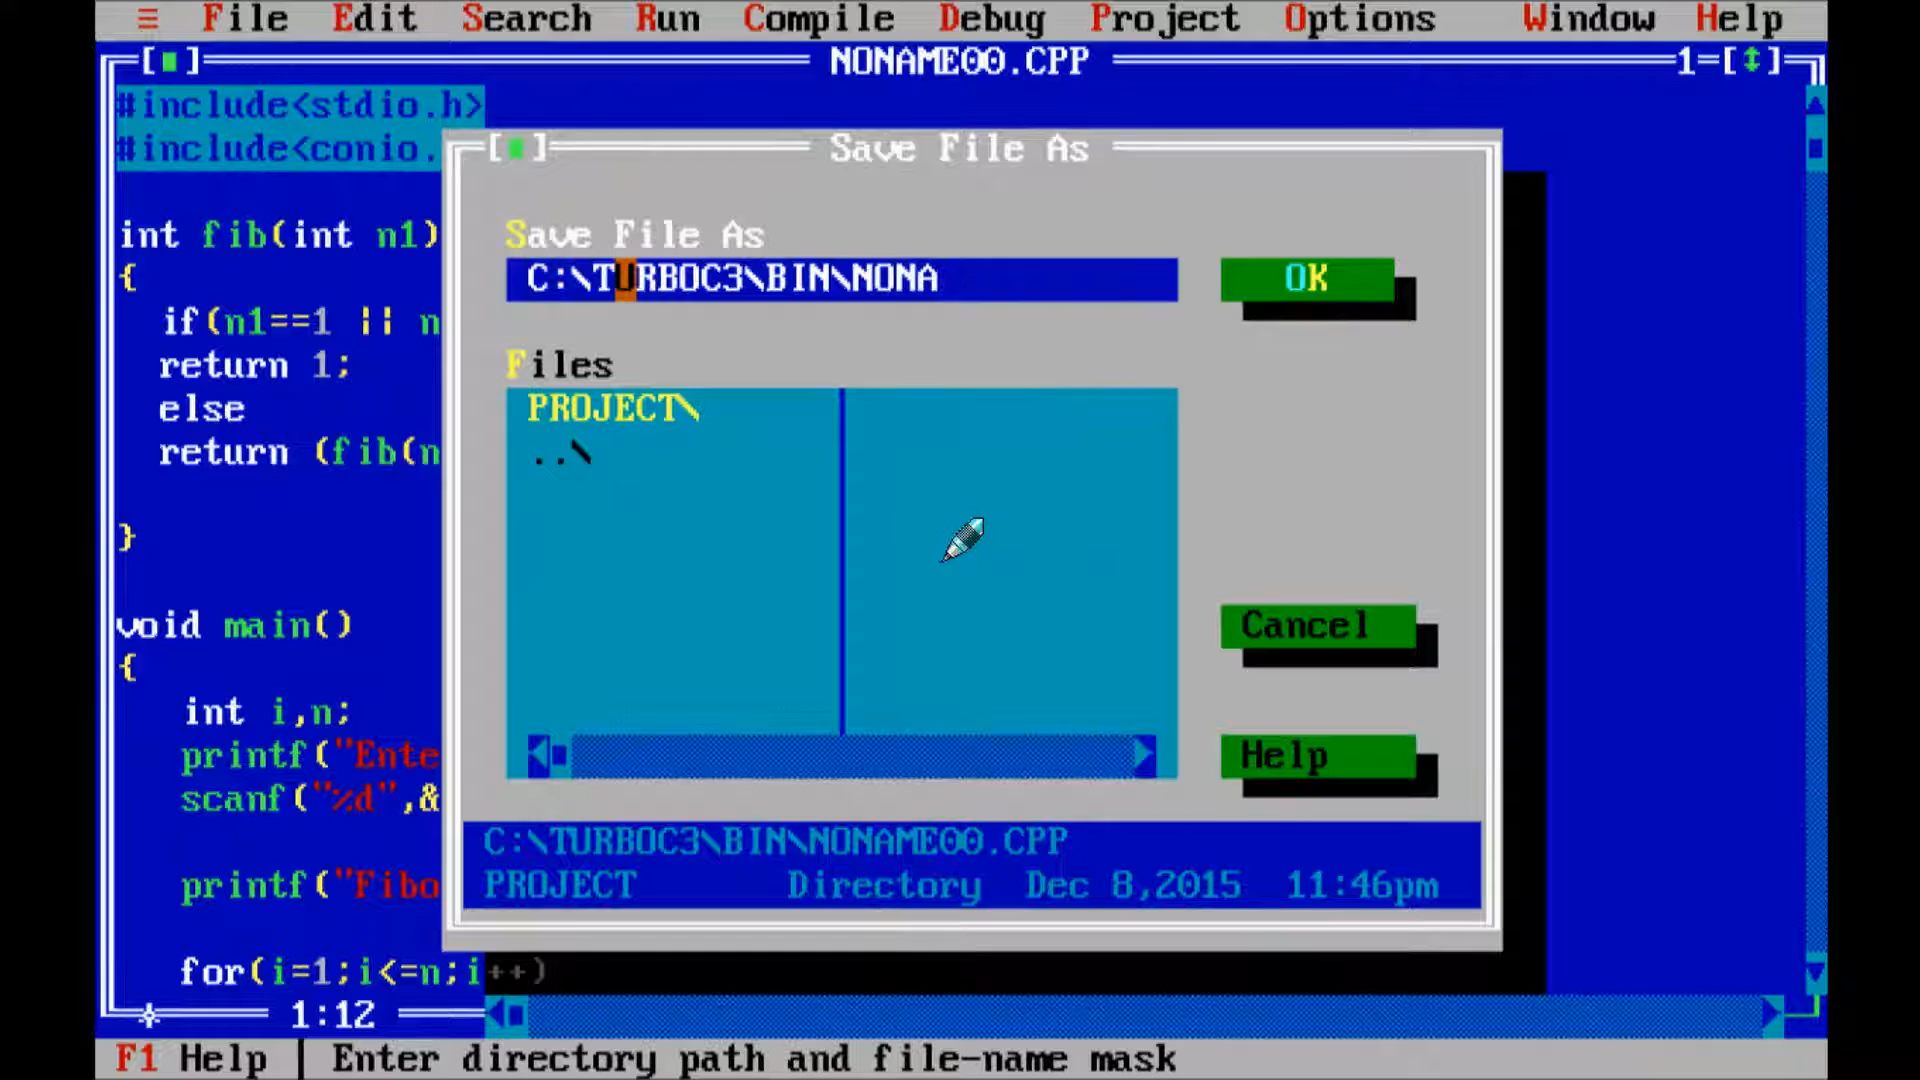 ≡ File Edit Search Run Compile Debug Project Options Window Help
[■] NONAME00.CPP 1=[↕]
#include<stdio.h>
#include<conio.
int fib(int n1)
{
if(n1==1 || n
return 1;
else
return (fib(n
}
void main()
{
int i,n;
printf("Ente
scanf("%d",&
printf("Fibo
for(i=1;i<=n;i++)
1:12
[■] Save File As
Save File As
C:\TURBOC3\BIN\NONA
OK
Files
PROJECT\
..\
Cancel
Help
C:\TURBOC3\BIN\NONAME00.CPP
PROJECT Directory Dec 8,2015 11:46pm
F1 Help | Enter directory path and file-name mask